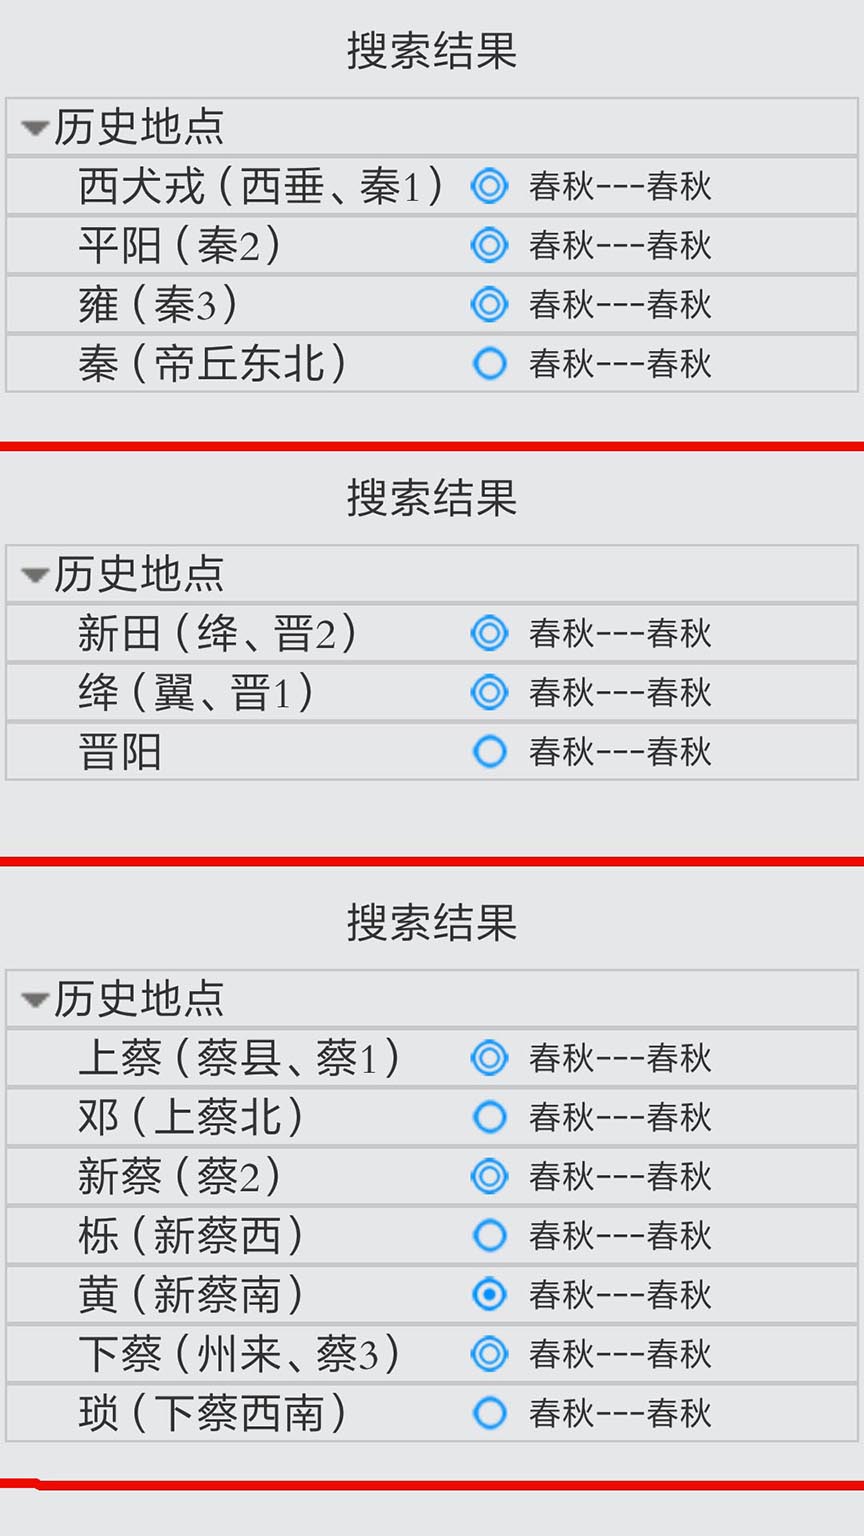 搜索结果
历史地点
西犬戎（西垂、秦1） 春秋---春秋
平阳（秦2） 春秋---春秋
雍（秦3） 春秋---春秋
秦（帝丘东北） 春秋---春秋
搜索结果
历史地点
新田（绛、晋2） 春秋---春秋
绛（翼、晋1） 春秋---春秋
晋阳 春秋---春秋
搜索结果
历史地点
上蔡（蔡县、蔡1） 春秋---春秋
邓（上蔡北） 春秋---春秋
新蔡（蔡2） 春秋---春秋
栎（新蔡西） 春秋---春秋
黄（新蔡南） 春秋---春秋
下蔡（州来、蔡3） 春秋---春秋
琐（下蔡西南） 春秋---春秋